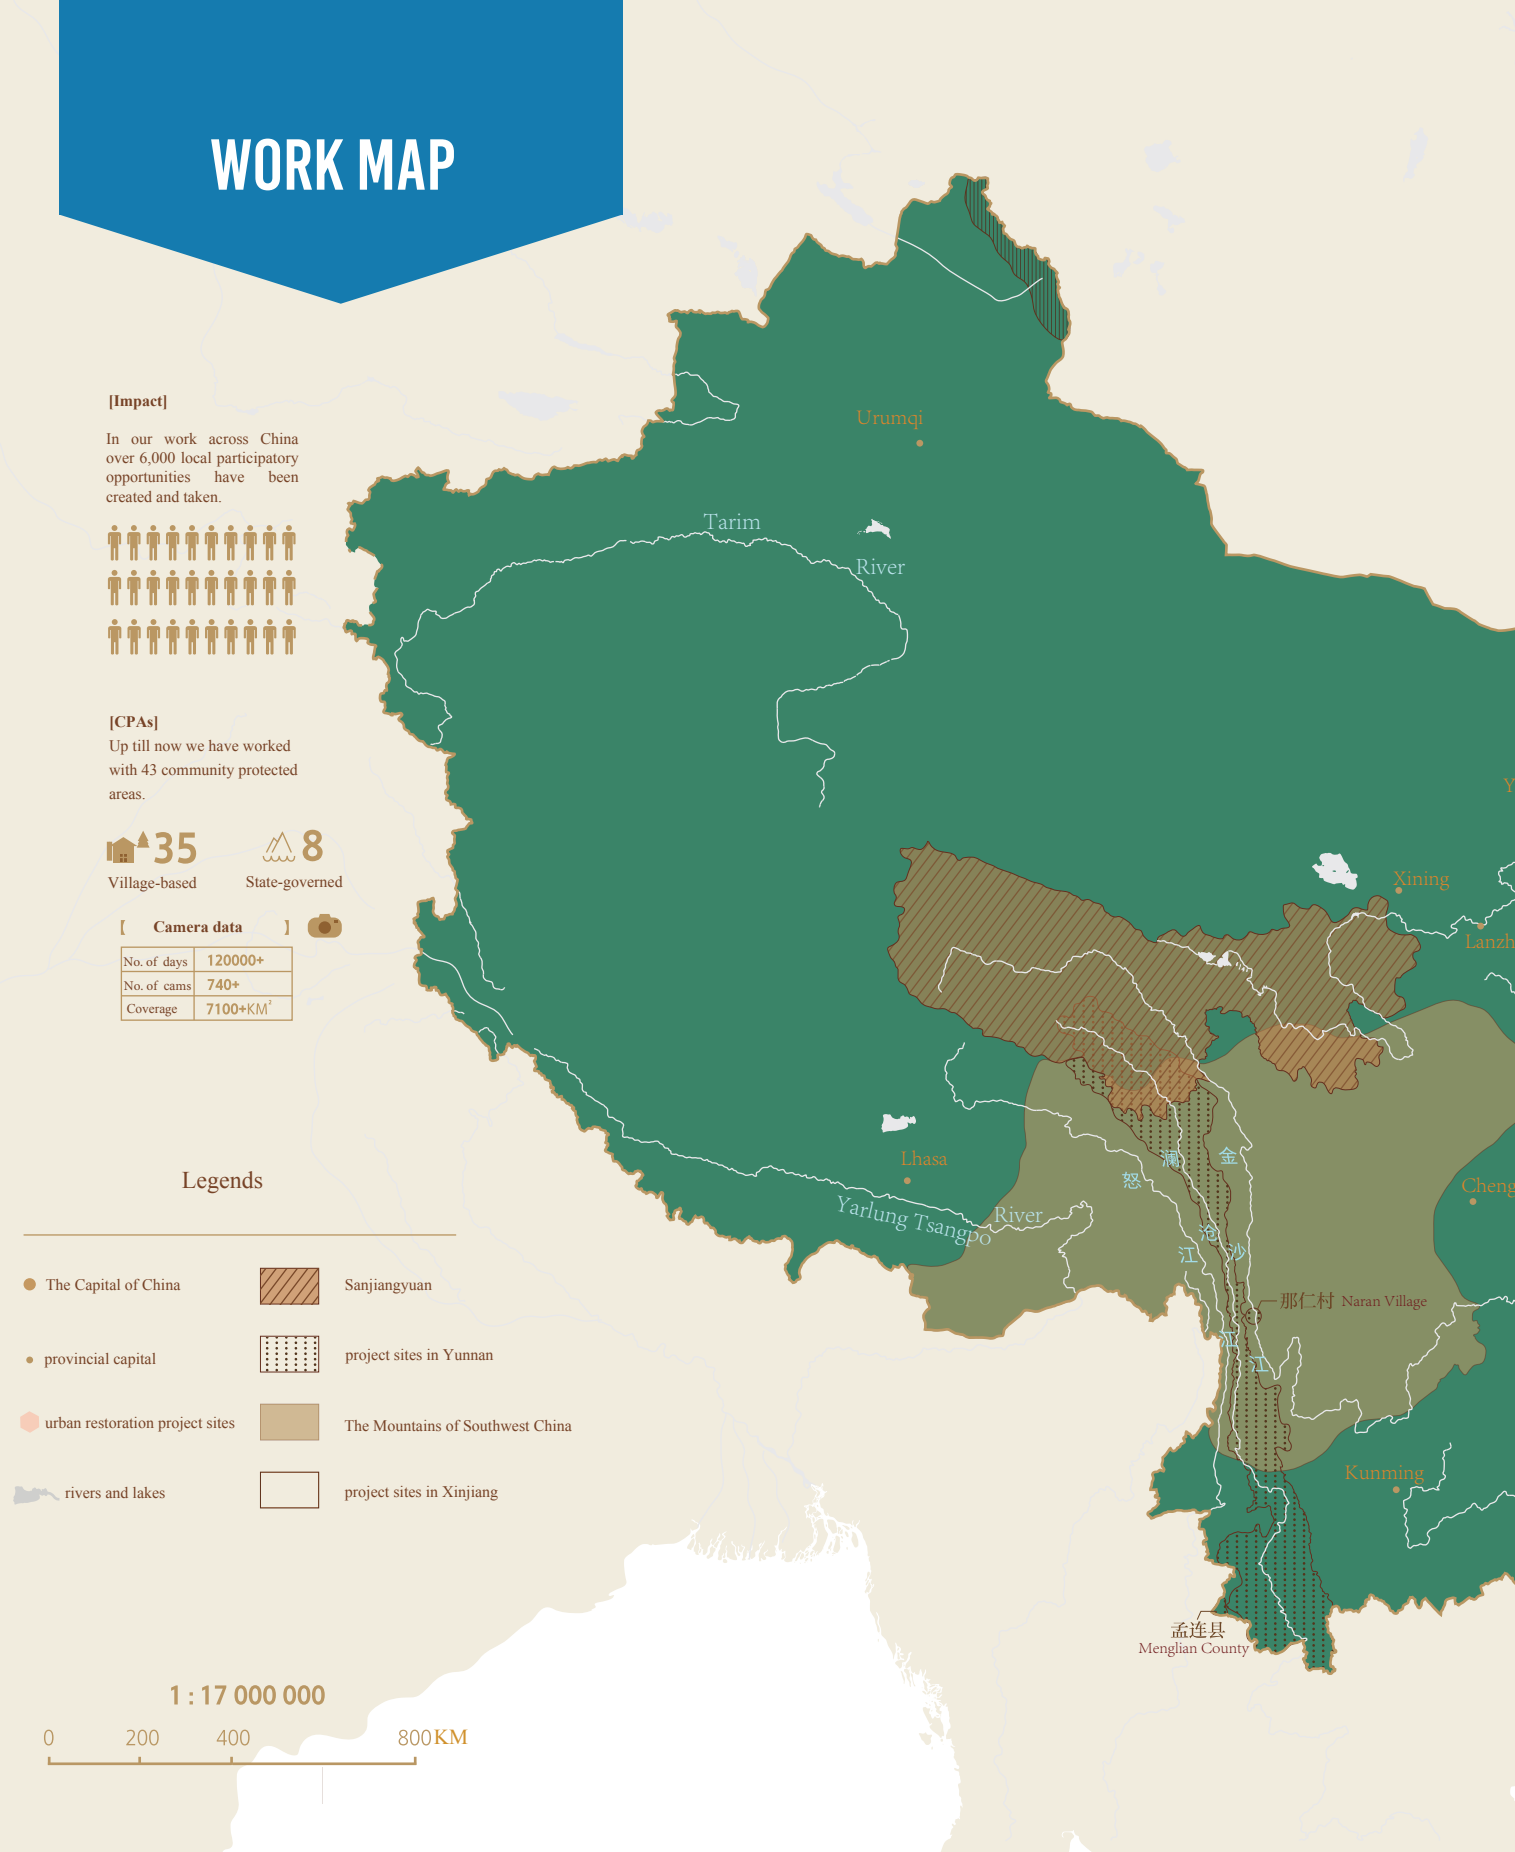 WORK MAP
[Impact]
In our work across China
over 6,000 local participatory
opportunities have been
created and taken.
[CPAs]
Up till now we have worked
with 43 community protected
areas.
35
Village-based
8
State-governed
【 Camera data 】
No. of days 120000+
No. of cams 740+
Coverage 7100+KM²
Legends
The Capital of China
Sanjiangyuan
provincial capital
project sites in Yunnan
urban restoration project sites
The Mountains of Southwest China
rivers and lakes
project sites in Xinjiang
1 : 17 000 000
0 200 400 800 KM
Urumqi
Tarim
River
Y
Xining
Lanzh
Lhasa
Yarlung Tsangpo
River
怒
江
澜
沧
江
金
沙
江
Cheng
那仁村 Naran Village
Kunming
孟连县
Menglian County